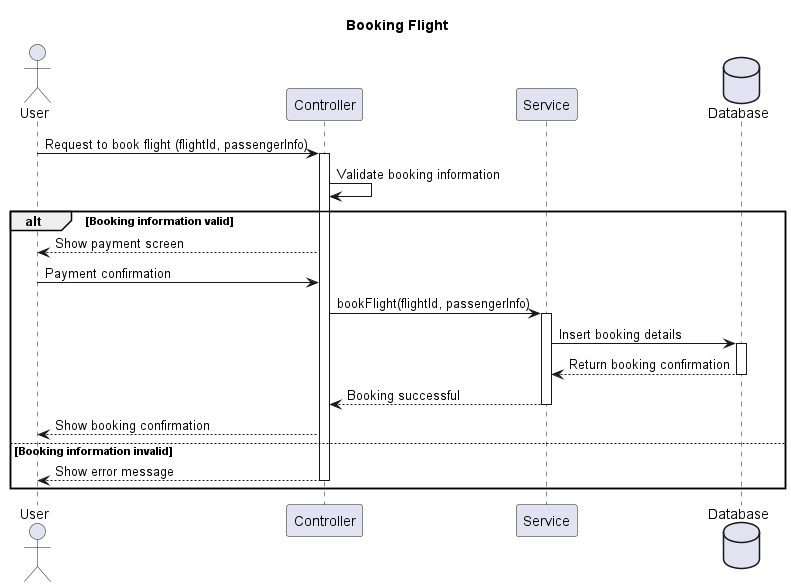 Booking Flight
User
Controller
Service
Database
Request to book flight (flightId, passengerInfo)
Validate booking information
alt [Booking information valid]
Show payment screen
Payment confirmation
bookFlight(flightId, passengerInfo)
Insert booking details
Return booking confirmation
Booking successful
Show booking confirmation
[Booking information invalid]
Show error message
User
Controller
Service
Database